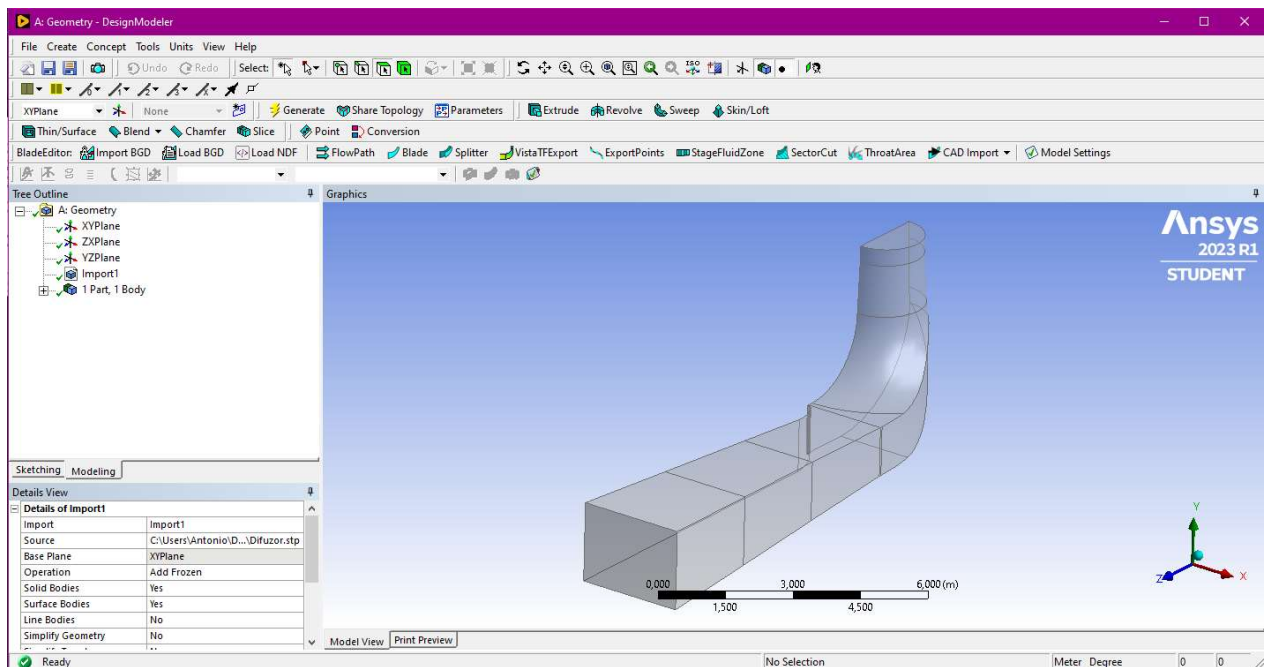 A: Geometry - DesignModeler
File Create Concept Tools Units View Help
Undo Redo Select: ISO
XYPlane None Generate Share Topology Parameters Extrude Revolve Sweep Skin/Loft
Thin/Surface Blend Chamfer Slice Point Conversion
BladeEditor: Import BGD Load BGD Load NDF FlowPath Blade Splitter VistaTFExport ExportPoints StageFluidZone SectorCut ThroatArea CAD Import Model Settings
Tree Outline
A: Geometry
XYPlane
ZXPlane
YZPlane
Import1
1 Part, 1 Body
Sketching Modeling
Details View
Details of Import1
Import Import1
Source C:\Users\Antonio\D...\Difuzor.stp
Base Plane XYPlane
Operation Add Frozen
Solid Bodies Yes
Surface Bodies Yes
Line Bodies No
Simplify Geometry No
Graphics
Ansys
2023 R1
STUDENT
Y
Z X
0,000 3,000 6,000 (m)
1,500 4,500
Model View Print Preview
Ready No Selection Meter Degree 0 0